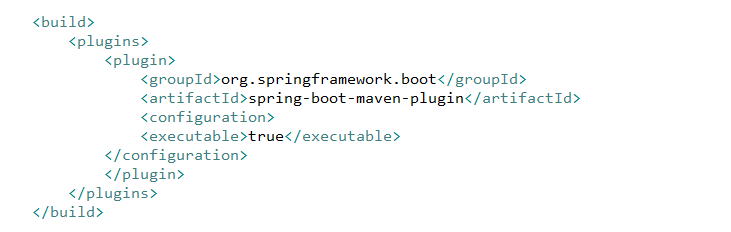 <build>
<plugins>
<plugin>
<groupId>org.springframework.boot</groupId>
<artifactId>spring-boot-maven-plugin</artifactId>
<configuration>
<executable>true</executable>
</configuration>
</plugin>
</plugins>
</build>